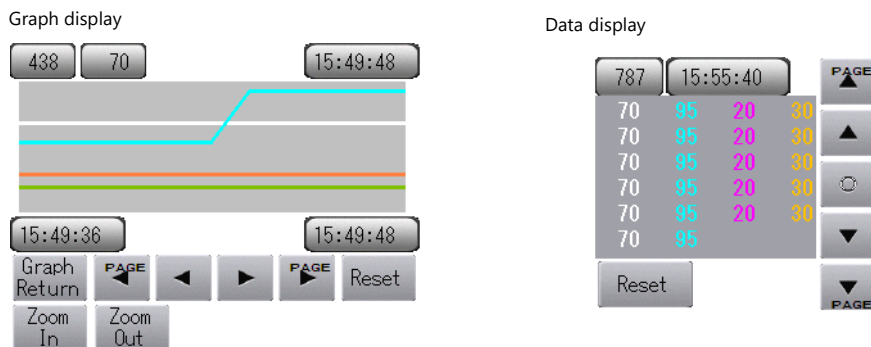 Graph display
438 70 15:49:48
15:49:36 15:49:48
Graph Return PAGE PAGE Reset
Zoom In Zoom Out
Data display
787 15:55:40 PAGE
70 95 20 30
70 95 20 30
70 95 20 30
70 95 20 30
70 95 20 30
70 95
Reset PAGE